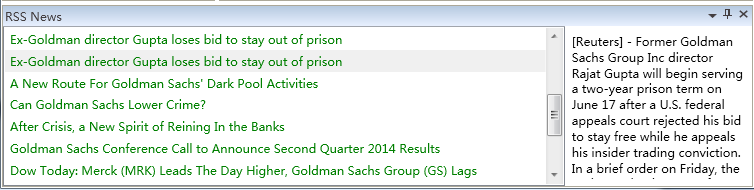 RSS News
Ex-Goldman director Gupta loses bid to stay out of prison
Ex-Goldman director Gupta loses bid to stay out of prison
A New Route For Goldman Sachs' Dark Pool Activities
Can Goldman Sachs Lower Crime?
After Crisis, a New Spirit of Reining In the Banks
Goldman Sachs Conference Call to Announce Second Quarter 2014 Results
Dow Today: Merck (MRK) Leads The Day Higher, Goldman Sachs Group (GS) Lags
[Reuters] - Former Goldman
Sachs Group Inc director
Rajat Gupta will begin serving
a two-year prison term on
June 17 after a U.S. federal
appeals court rejected his bid
to stay free while he appeals
his insider trading conviction.
In a brief order on Friday, the